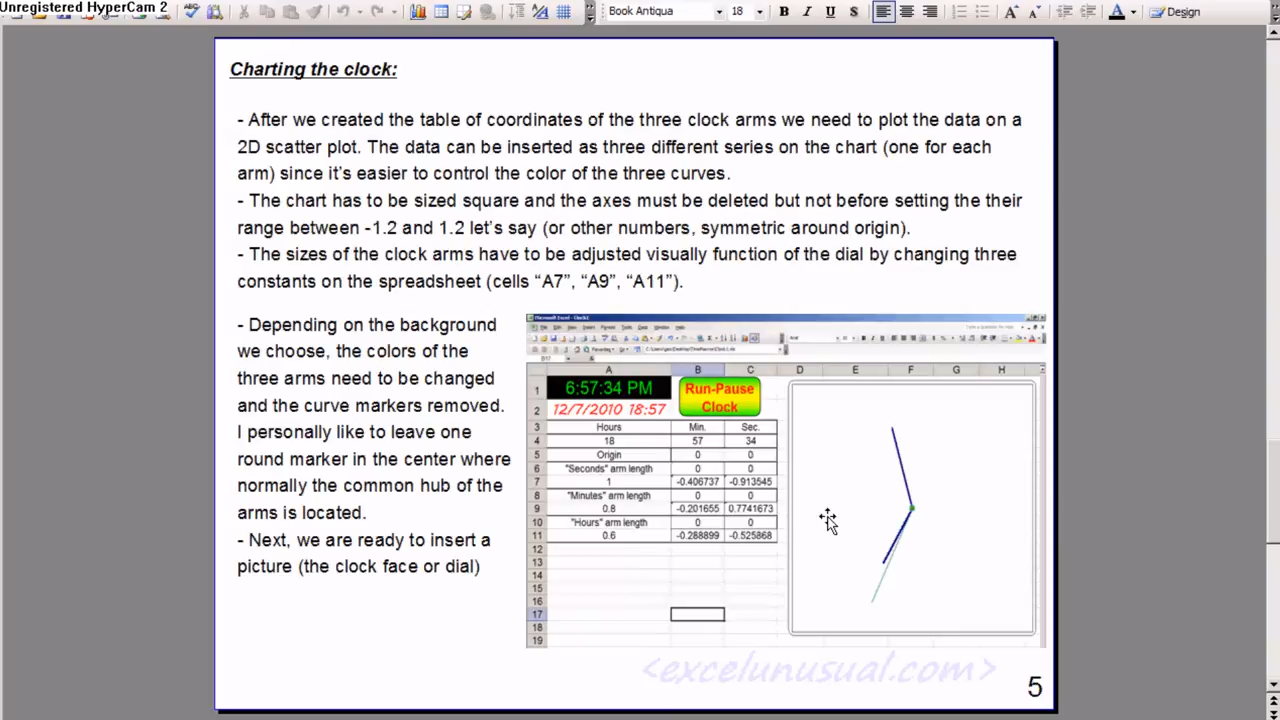 Unregistered HyperCam 2
Book Antiqua 18 B I U S A A A Design
Charting the clock:
- After we created the table of coordinates of the three clock arms we need to plot the data on a
2D scatter plot. The data can be inserted as three different series on the chart (one for each
arm) since it's easier to control the color of the three curves.
- The chart has to be sized square and the axes must be deleted but not before setting the their
range between -1.2 and 1.2 let's say (or other numbers, symmetric around origin).
- The sizes of the clock arms have to be adjusted visually function of the dial by changing three
constants on the spreadsheet (cells “A7”, “A9”, “A11”).
- Depending on the background
we choose, the colors of the
three arms need to be changed
and the curve markers removed.
I personally like to leave one
round marker in the center where
normally the common hub of the
arms is located.
- Next, we are ready to insert a
picture (the clock face or dial)
A B C D E F G H
1 6:57:34 PM Run-Pause
Clock
2 12/7/2010 18:57
3 Hours Min. Sec.
4 18 57 34
5 Origin 0 0
6 "Seconds" arm length 0 0
7 1 -0.406737 -0.913545
8 "Minutes" arm length 0 0
9 0.8 -0.201655 0.7741673
10 "Hours" arm length 0 0
11 0.6 -0.288899 -0.525868
12
13
14
15
16
17
18
19
<excelunusual.com>
5